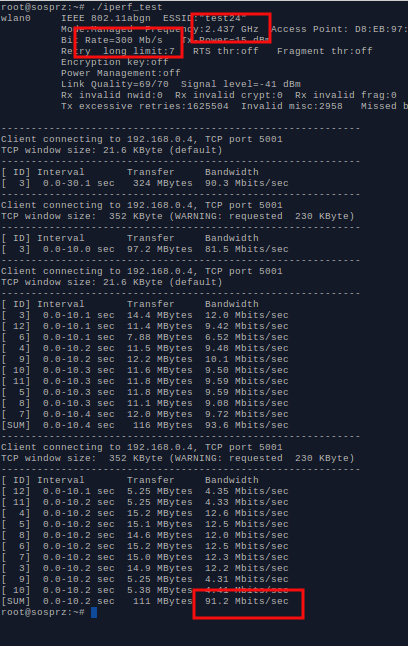 root@sosprz:~# ./iperf_test
wlan0 IEEE 802.11abgn ESSID:"test24"
Mode:Managed Frequency:2.437 GHz Access Point: D8:EB:97:
Bit Rate=300 Mb/s Tx-Power=15 dBm
Retry long limit:7 RTS thr:off Fragment thr:off
Encryption key:off
Power Management:off
Link Quality=69/70 Signal level=-41 dBm
Rx invalid nwid:0 Rx invalid crypt:0 Rx invalid frag:0
Tx excessive retries:1625504 Invalid misc:2958 Missed b
------------------------------------------------------------
Client connecting to 192.168.0.4, TCP port 5001
TCP window size: 21.6 KByte (default)
------------------------------------------------------------
[ ID] Interval Transfer Bandwidth
[ 3] 0.0-30.1 sec 324 MBytes 90.3 Mbits/sec
------------------------------------------------------------
Client connecting to 192.168.0.4, TCP port 5001
TCP window size: 352 KByte (WARNING: requested 230 KByte)
------------------------------------------------------------
[ 3] 0.0-10.0 sec 97.2 MBytes 81.5 Mbits/sec
------------------------------------------------------------
Client connecting to 192.168.0.4, TCP port 5001
TCP window size: 21.6 KByte (default)
------------------------------------------------------------
[ ID] Interval Transfer Bandwidth
[ 3] 0.0-10.1 sec 14.4 MBytes 12.0 Mbits/sec
[ 12] 0.0-10.1 sec 11.4 MBytes 9.42 Mbits/sec
[ 6] 0.0-10.1 sec 7.88 MBytes 6.52 Mbits/sec
[ 4] 0.0-10.2 sec 11.5 MBytes 9.48 Mbits/sec
[ 9] 0.0-10.2 sec 12.2 MBytes 10.1 Mbits/sec
[ 10] 0.0-10.3 sec 11.6 MBytes 9.50 Mbits/sec
[ 11] 0.0-10.3 sec 11.8 MBytes 9.59 Mbits/sec
[ 5] 0.0-10.3 sec 11.8 MBytes 9.59 Mbits/sec
[ 8] 0.0-10.3 sec 11.1 MBytes 9.08 Mbits/sec
[ 7] 0.0-10.4 sec 12.0 MBytes 9.72 Mbits/sec
[SUM] 0.0-10.4 sec 116 MBytes 93.6 Mbits/sec
------------------------------------------------------------
Client connecting to 192.168.0.4, TCP port 5001
TCP window size: 352 KByte (WARNING: requested 230 KByte)
------------------------------------------------------------
[ ID] Interval Transfer Bandwidth
[ 12] 0.0-10.1 sec 5.25 MBytes 4.35 Mbits/sec
[ 11] 0.0-10.2 sec 5.25 MBytes 4.33 Mbits/sec
[ 4] 0.0-10.2 sec 15.2 MBytes 12.6 Mbits/sec
[ 5] 0.0-10.2 sec 15.1 MBytes 12.5 Mbits/sec
[ 8] 0.0-10.2 sec 14.6 MBytes 12.0 Mbits/sec
[ 6] 0.0-10.2 sec 15.2 MBytes 12.5 Mbits/sec
[ 7] 0.0-10.2 sec 15.0 MBytes 12.3 Mbits/sec
[ 3] 0.0-10.2 sec 14.9 MBytes 12.2 Mbits/sec
[ 9] 0.0-10.2 sec 5.25 MBytes 4.31 Mbits/sec
[ 10] 0.0-10.2 sec 5.38 MBytes 4.41 Mbits/sec
[SUM] 0.0-10.2 sec 111 MBytes 91.2 Mbits/sec
root@sosprz:~#